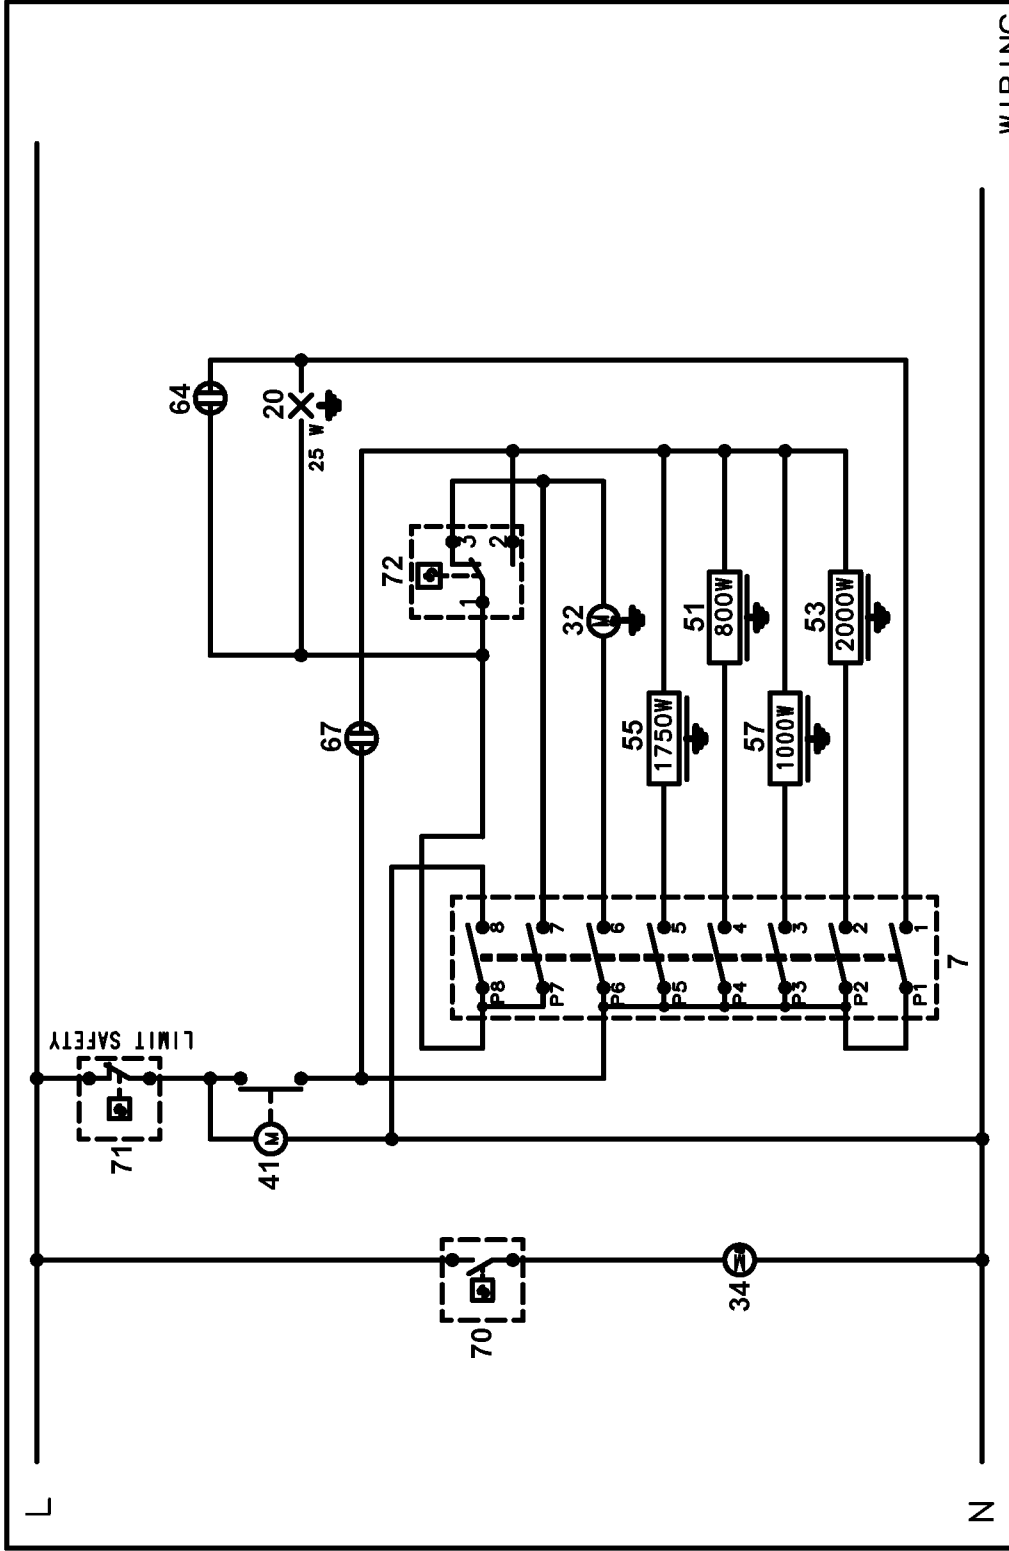 L
N
LIMIT SAFETY
71
41
70
34
67
64
20
25 W
72
1
3
2
32
55
1750W
51
800W
57
1000W
53
2000W
P8 8
P7 7
P6 6
P5 5
P4 4
P3 3
P2 2
P1 1
7
M
M
M
M
WIRING